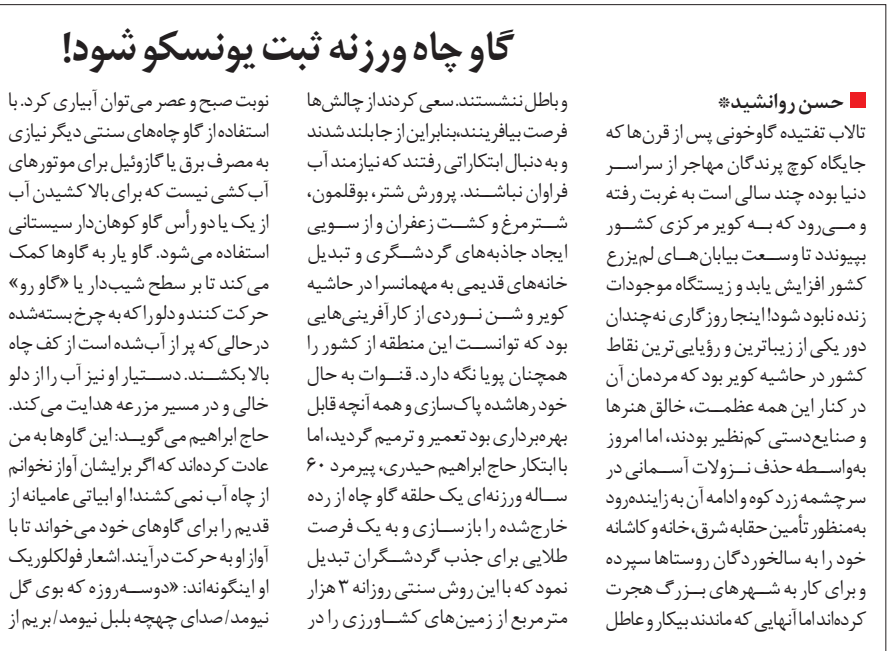 گاو چاه ورزنه ثبت یونسکو شود!
حسن روانشید*
تالاب تفتیده گاوخونی پس از قرن‌ها که
جایگاه کوچ پرندگان مهاجر از سراسر
دنیا بوده چند سالی است به غربت رفته
و می‌رود که به کویر مرکزی کشور
بپیوندد تا وسعت بیابان‌های لم‌یزرع
کشور افزایش یابد و زیستگاه موجودات
زنده نابود شود! اینجا روزگاری نه‌چندان
دور یکی از زیباترین و رؤیایی‌ترین نقاط
کشور در حاشیه کویر بود که مردمان آن
در کنار این همه عظمت، خالق هنرها
و صنایع‌دستی کم‌نظیر بودند، اما امروز
به‌واسطه حذف نزولات آسمانی در
سرچشمه زرد کوه و ادامه آن به زاینده‌رود
به‌منظور تأمین حقابه شرق، خانه و کاشانه
خود را به سالخوردگان روستاها سپرده
و برای کار به شهرهای بزرگ هجرت
کرده‌اند اما آنهایی که ماندند بیکار و عاطل
و باطل ننشستند. سعی کردند از چالش‌ها
فرصت بیافرینند، بنابراین از جا بلند شدند
و به دنبال ابتکاراتی رفتند که نیازمند آب
فراوان نباشند. پرورش شتر، بوقلمون،
شترمرغ و کشت زعفران و از سویی
ایجاد جاذبه‌های گردشگری و تبدیل
خانه‌های قدیمی به مهمانسرا در حاشیه
کویر و شن نوردی از کارآفرینی‌هایی
بود که توانست این منطقه از کشور را
همچنان پویا نگه دارد. قنوات به حال
خود رهاشده پاک‌سازی و همه آنچه قابل
بهره‌برداری بود تعمیر و ترمیم گردید، اما
با ابتکار حاج ابراهیم حیدری، پیرمرد ۶۰
ساله ورزنه‌ای یک حلقه گاو چاه از رده
خارج‌شده را بازسازی و به یک فرصت
طلایی برای جذب گردشگران تبدیل
نمود که با این روش سنتی روزانه ۳ هزار
مترمربع از زمین‌های کشاورزی را در
نوبت صبح و عصر می‌توان آبیاری کرد. با
استفاده از گاو چاه‌های سنتی دیگر نیازی
به مصرف برق یا گازوئیل برای موتورهای
آب‌کشی نیست که برای بالا کشیدن آب
از یک یا دو رأس گاو کوهان‌دار سیستانی
استفاده می‌شود. گاو یار به گاوها کمک
می‌کند تا بر سطح شیب‌دار یا «گاو رو»
حرکت کنند و دلو را که به چرخ بسته‌شده
درحالی‌که پر از آب‌شده است از کف چاه
بالا بکشند. دستیار او نیز آب را از دلو
خالی و در مسیر مزرعه هدایت می‌کند.
حاج ابراهیم می‌گوید: این گاوها به من
عادت کرده‌اند که اگر برایشان آواز نخوانم
از چاه آب نمی‌کشند! او ابیاتی عامیانه از
قدیم را برای گاوهای خود می‌خواند تا با
آواز او به حرکت درآیند. اشعار فولکلوریک
او اینگونه‌اند: «دوسه‌روزه که بوی گل
نیومد/ صدای چهچه بلبل نیومد/ بریم از